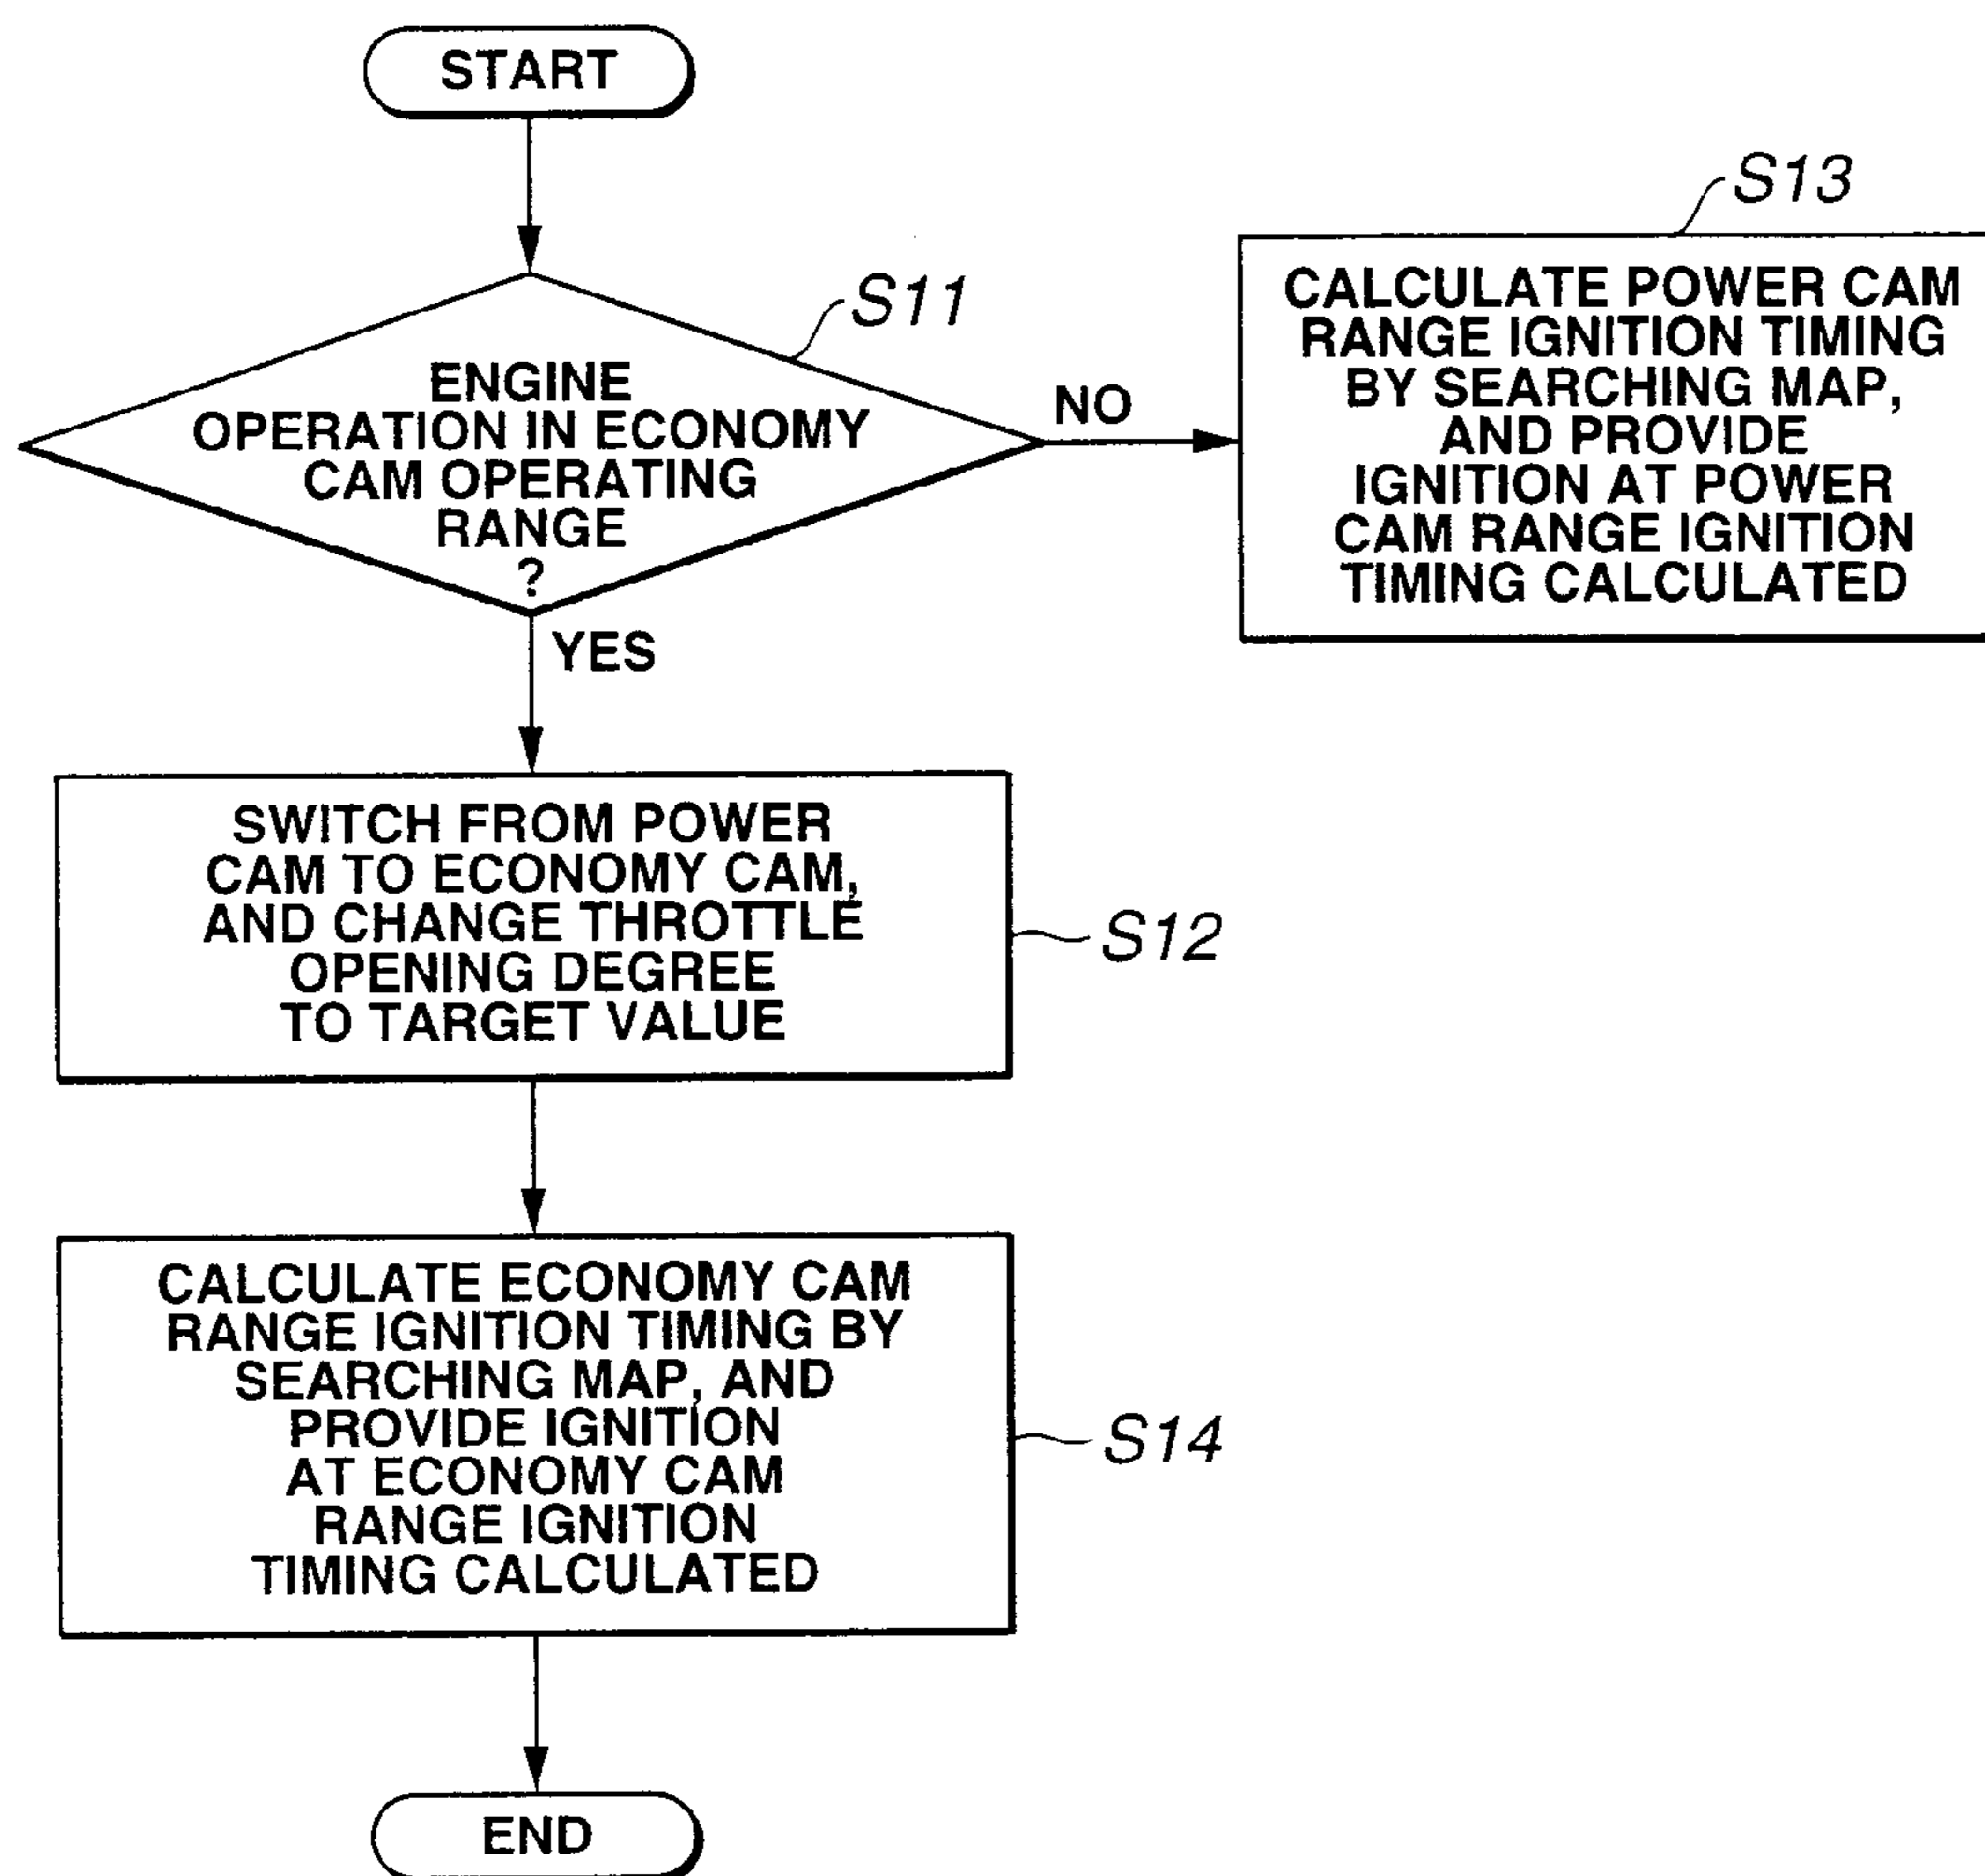 START
S11
ENGINE
OPERATION IN ECONOMY
CAM OPERATING
RANGE
?
NO
YES
S13
CALCULATE POWER CAM
RANGE IGNITION TIMING
BY SEARCHING MAP,
AND PROVIDE
IGNITION AT POWER
CAM RANGE IGNITION
TIMING CALCULATED
SWITCH FROM POWER
CAM TO ECONOMY CAM,
AND CHANGE THROTTLE
OPENING DEGREE
TO TARGET VALUE
S12
CALCULATE ECONOMY CAM
RANGE IGNITION TIMING BY
SEARCHING MAP, AND
PROVIDE IGNITION
AT ECONOMY CAM
RANGE IGNITION
TIMING CALCULATED
S14
END